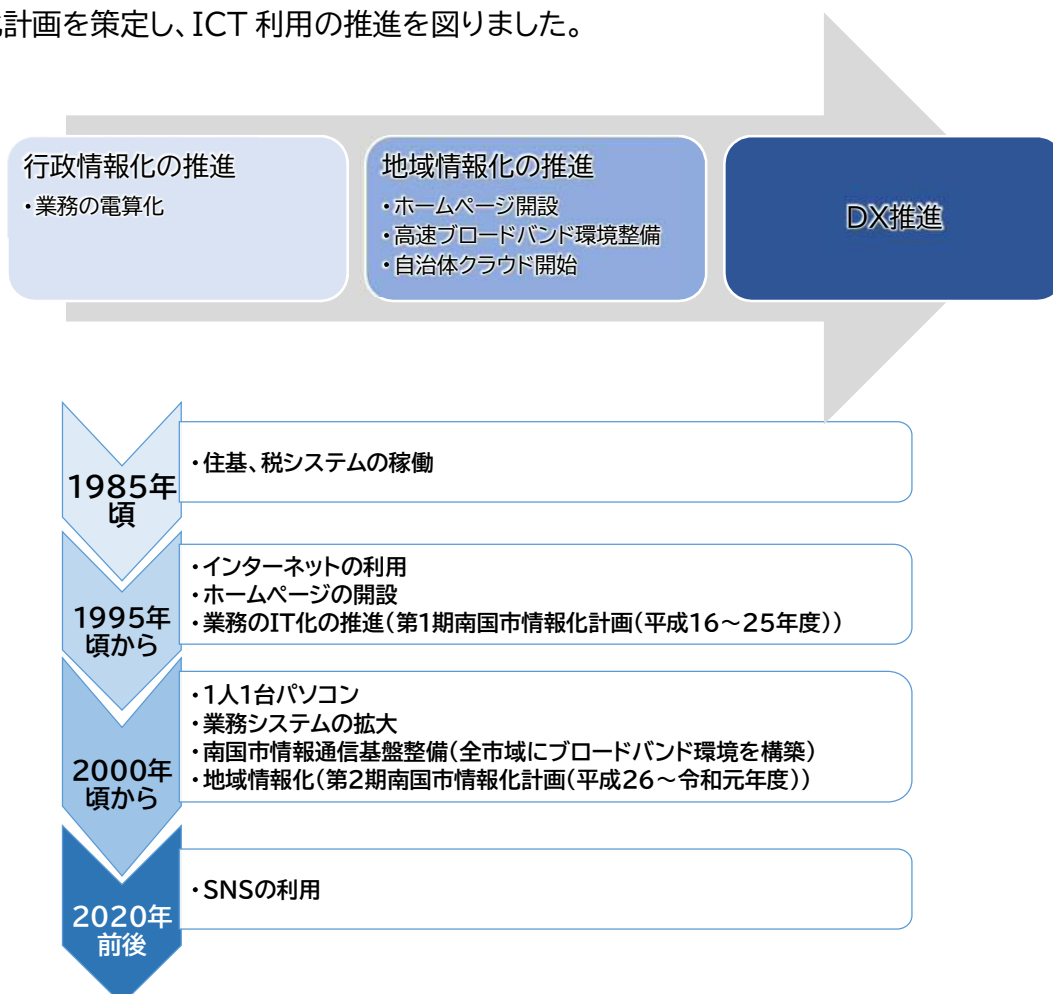 計画を策定し、ICT 利用の推進を図りました。
行政情報化の推進
・業務の電算化
地域情報化の推進
・ホームページ開設
・高速ブロードバンド環境整備
・自治体クラウド開始
DX推進
1985年
頃
・住基、税システムの稼働
1995年
頃から
・インターネットの利用
・ホームページの開設
・業務のIT化の推進(第1期南国市情報化計画(平成16~25年度))
2000年
頃から
・1人1台パソコン
・業務システムの拡大
・南国市情報通信基盤整備(全市域にブロードバンド環境を構築)
・地域情報化(第2期南国市情報化計画(平成26~令和元年度))
2020年
前後
・SNSの利用